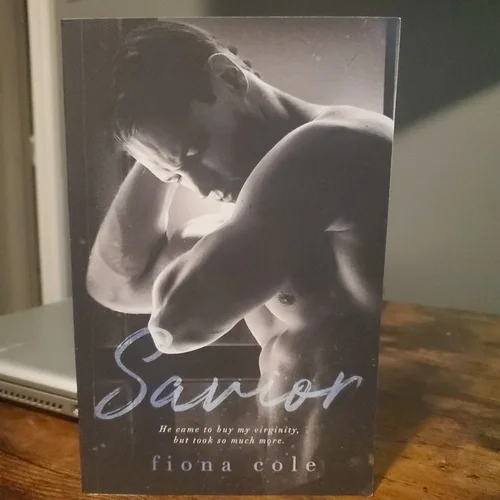 Savior
He came to buy my virginity,
but took so much more.
fiona cole